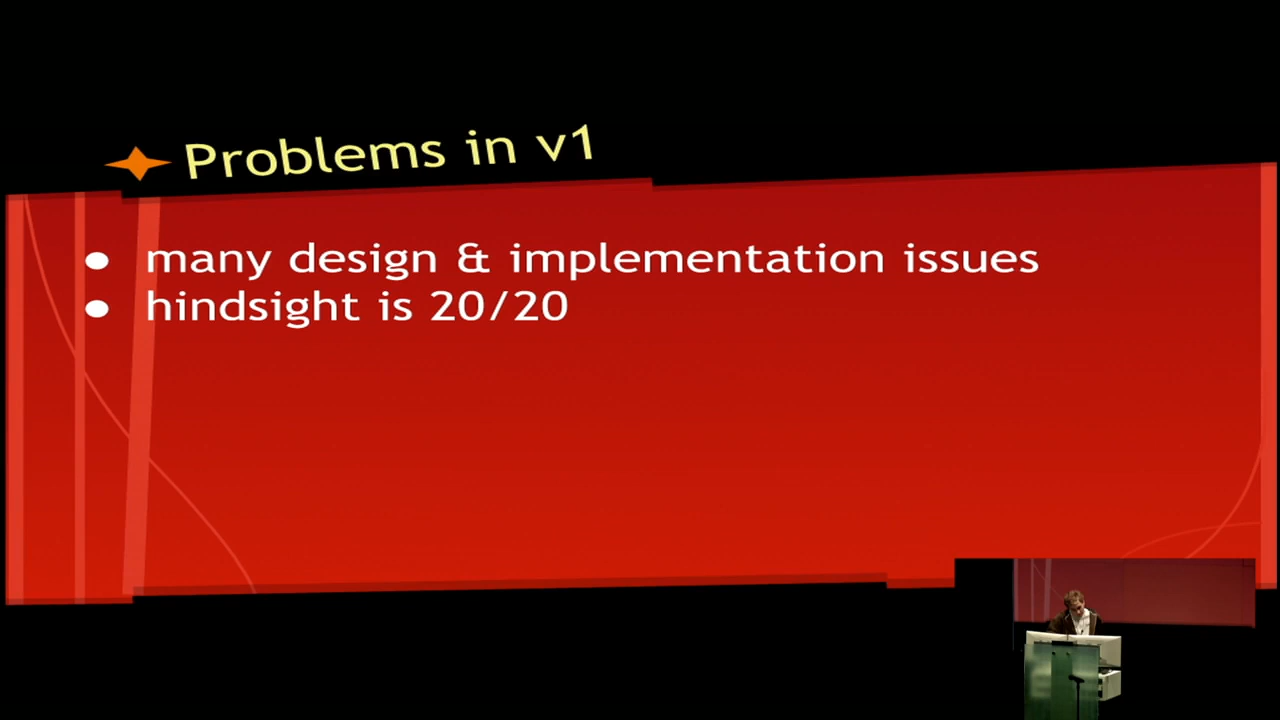 Problems in v1
many design & implementation issues
hindsight is 20/20